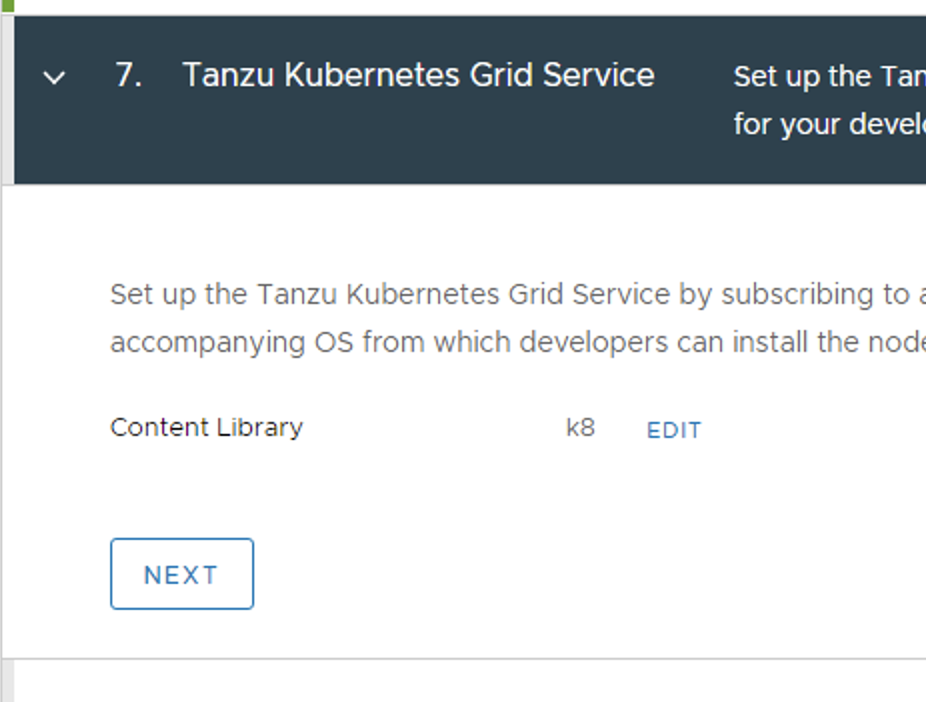 7. Tanzu Kubernetes Grid Service
Set up the Tan
for your develo
Set up the Tanzu Kubernetes Grid Service by subscribing to a
accompanying OS from which developers can install the node
Content Library k8 EDIT
NEXT